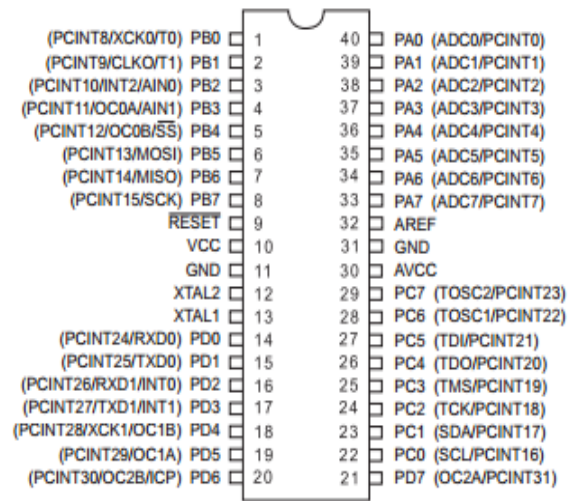 (PCINT8/XCK0/T0) PB0 1 40 PA0 (ADC0/PCINT0)
(PCINT9/CLKO/T1) PB1 2 39 PA1 (ADC1/PCINT1)
(PCINT10/INT2/AIN0) PB2 3 38 PA2 (ADC2/PCINT2)
(PCINT11/OC0A/AIN1) PB3 4 37 PA3 (ADC3/PCINT3)
(PCINT12/OC0B/SS) PB4 5 36 PA4 (ADC4/PCINT4)
(PCINT13/MOSI) PB5 6 35 PA5 (ADC5/PCINT5)
(PCINT14/MISO) PB6 7 34 PA6 (ADC6/PCINT6)
(PCINT15/SCK) PB7 8 33 PA7 (ADC7/PCINT7)
RESET 9 32 AREF
VCC 10 31 GND
GND 11 30 AVCC
XTAL2 12 29 PC7 (TOSC2/PCINT23)
XTAL1 13 28 PC6 (TOSC1/PCINT22)
(PCINT24/RXD0) PD0 14 27 PC5 (TDI/PCINT21)
(PCINT25/TXD0) PD1 15 26 PC4 (TDO/PCINT20)
(PCINT26/RXD1/INT0) PD2 16 25 PC3 (TMS/PCINT19)
(PCINT27/TXD1/INT1) PD3 17 24 PC2 (TCK/PCINT18)
(PCINT28/XCK1/OC1B) PD4 18 23 PC1 (SDA/PCINT17)
(PCINT29/OC1A) PD5 19 22 PC0 (SCL/PCINT16)
(PCINT30/OC2B/ICP) PD6 20 21 PD7 (OC2A/PCINT31)